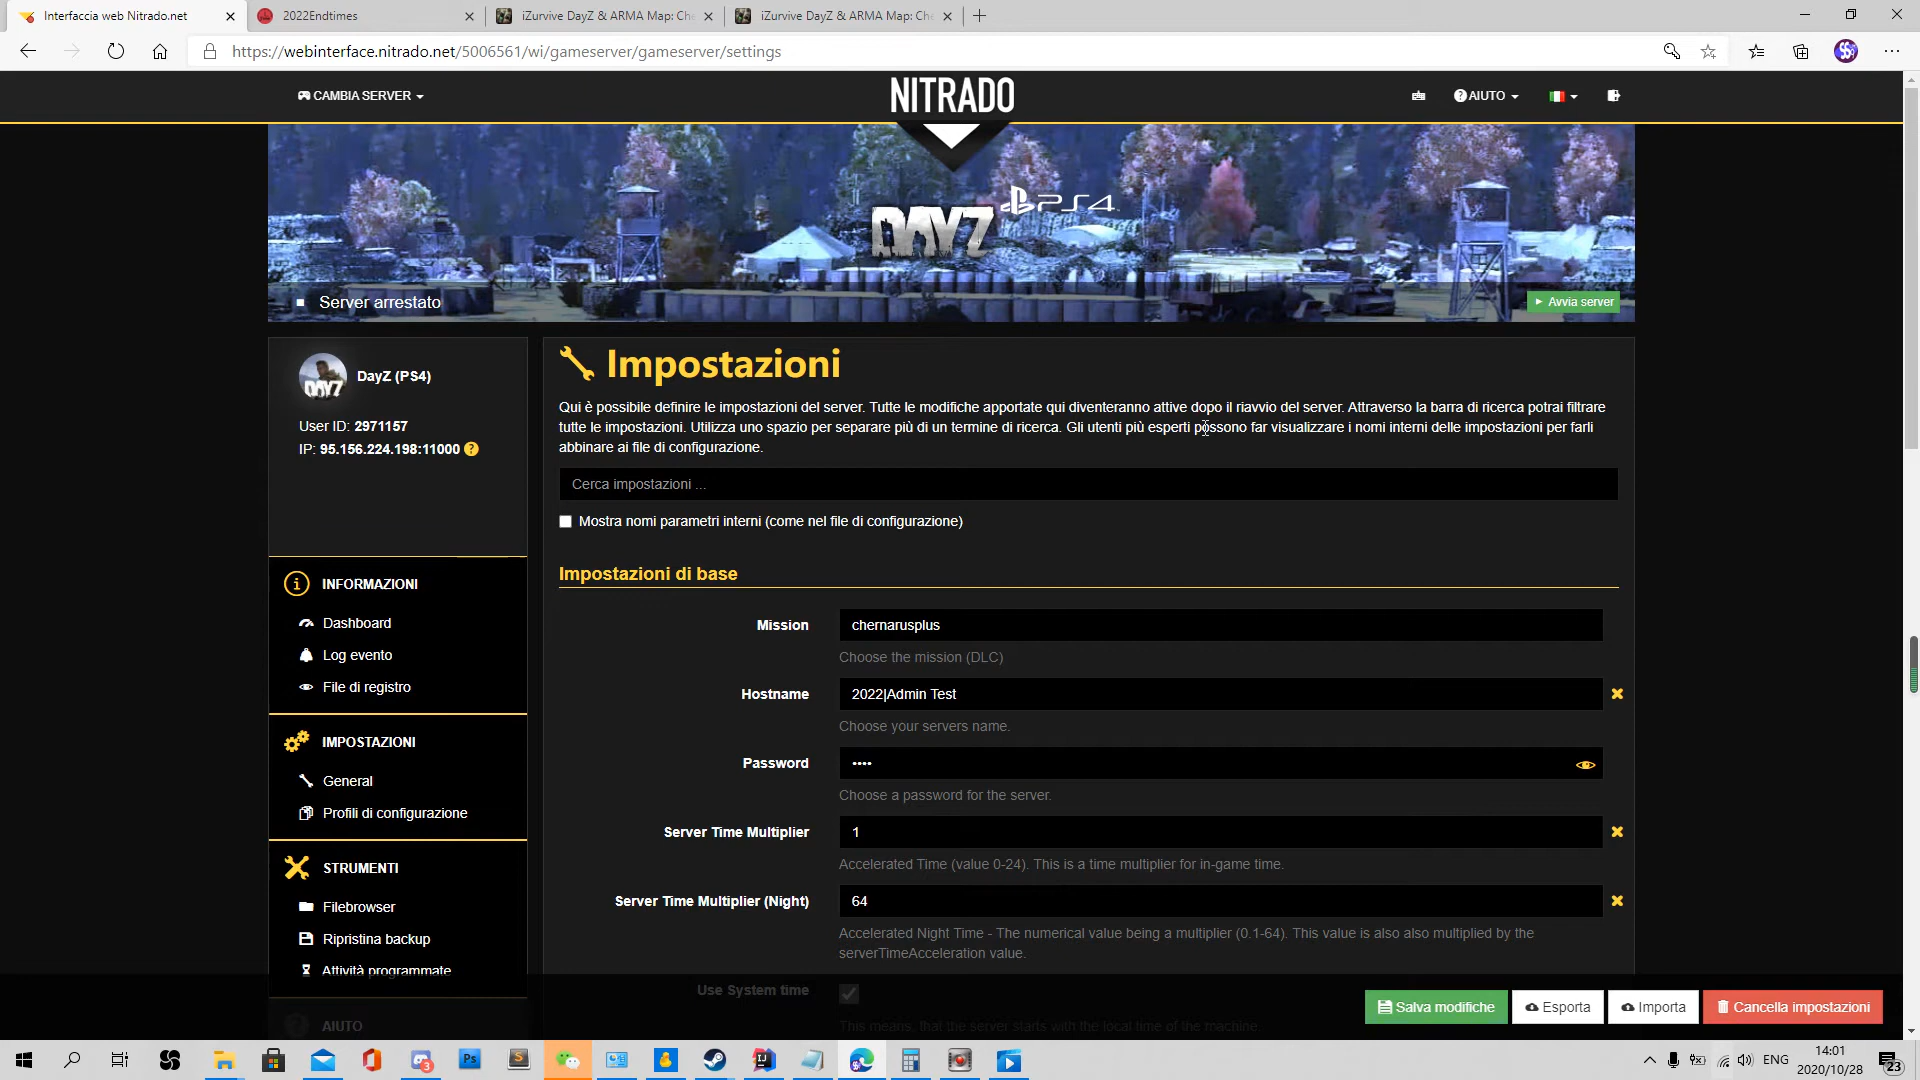 Interfaccia web Nitrado.net
2022Endtimes
iZurvive DayZ & ARMA Map: Che
iZurvive DayZ & ARMA Map: Che
https://webinterface.nitrado.net/5006561/wi/gameserver/gameserver/settings
CAMBIA SERVER
NITRADO
AIUTO
DAYZ PS4
Server arrestato
Avvia server
DAYZ
DayZ (PS4)
User ID: 2971157
IP: 95.156.224.198:11000
INFORMAZIONI
Dashboard
Log evento
File di registro
IMPOSTAZIONI
General
Profili di configurazione
STRUMENTI
Filebrowser
Ripristina backup
Attività programmate
AIUTO
Impostazioni
Qui è possibile definire le impostazioni del server. Tutte le modifiche apportate qui diventeranno attive dopo il riavvio del server. Attraverso la barra di ricerca potrai filtrare
tutte le impostazioni. Utilizza uno spazio per separare più di un termine di ricerca. Gli utenti più esperti possono far visualizzare i nomi interni delle impostazioni per farli
abbinare ai file di configurazione.
Cerca impostazioni ...
Mostra nomi parametri interni (come nel file di configurazione)
Impostazioni di base
Mission
chernarusplus
Choose the mission (DLC)
Hostname
2022|Admin Test
Choose your servers name.
Password
••••
Choose a password for the server.
Server Time Multiplier
1
Accelerated Time (value 0-24). This is a time multiplier for in-game time.
Server Time Multiplier (Night)
64
Accelerated Night Time - The numerical value being a multiplier (0.1-64). This value is also also multiplied by the
serverTimeAcceleration value.
Use System time
This means, that the server starts with the local time of the machine.
Salva modifiche
Esporta
Importa
Cancella impostazioni
Ps
3
ENG
14:01
2020/10/28
23